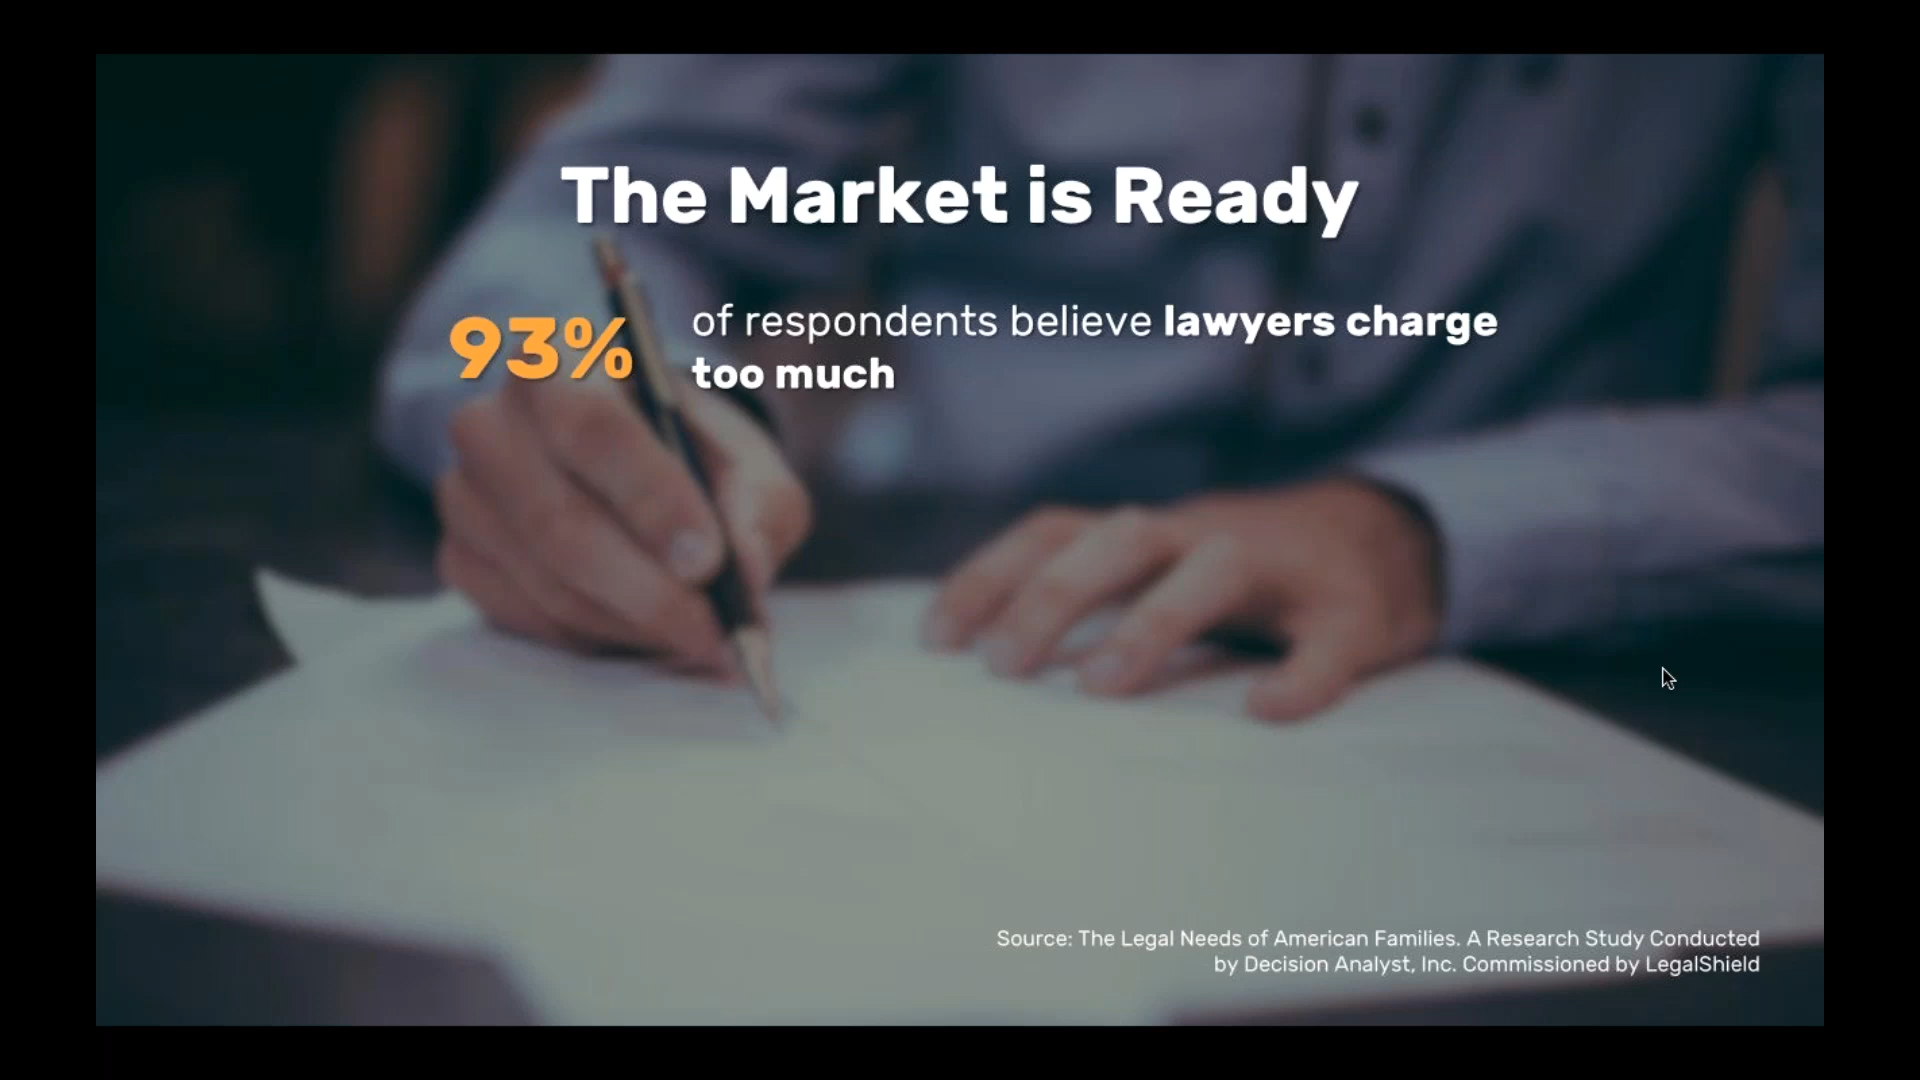 The Market is Ready
93%
of respondents believe lawyers charge
too much
Source: The Legal Needs of American Families. A Research Study Conducted
by Decision Analyst, Inc. Commissioned by LegalShield